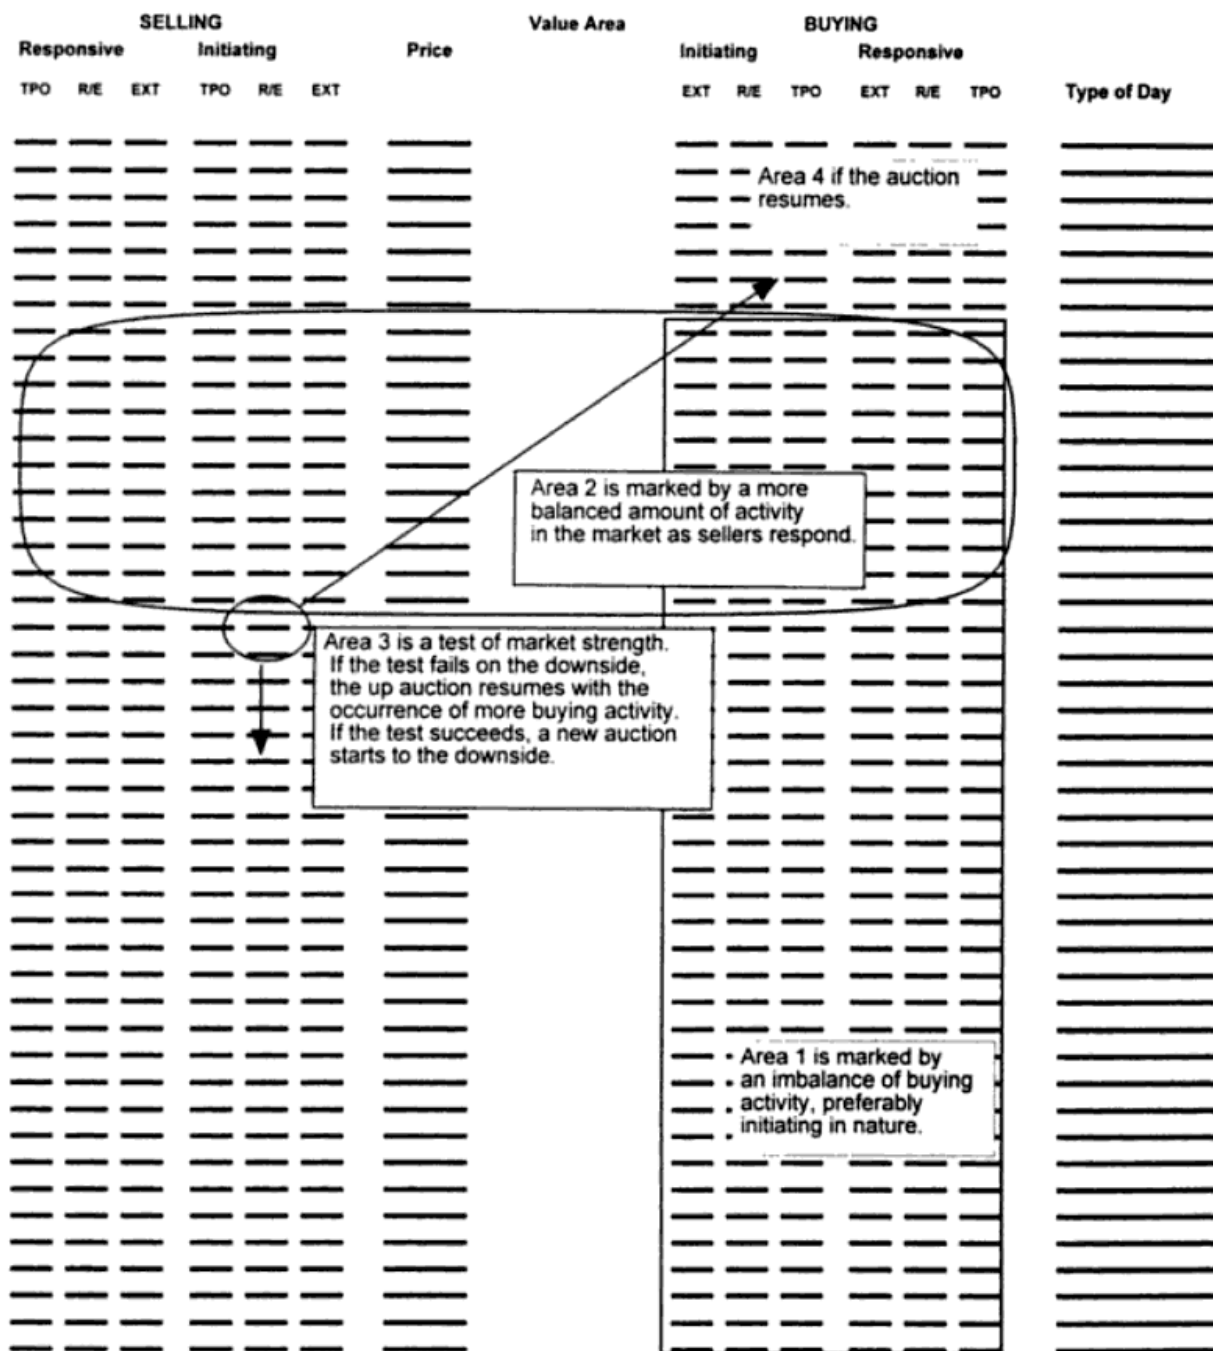 SELLING Value Area BUYING
Responsive Initiating Price Initiating Responsive
TPO R/E EXT TPO R/E EXT EXT R/E TPO EXT R/E TPO Type of Day
Area 4 if the auction
resumes.
Area 2 is marked by a more
balanced amount of activity
in the market as sellers respond.
Area 3 is a test of market strength.
If the test fails on the downside,
the up auction resumes with the
occurrence of more buying activity.
If the test succeeds, a new auction
starts to the downside.
Area 1 is marked by
an imbalance of buying
activity, preferably
initiating in nature.